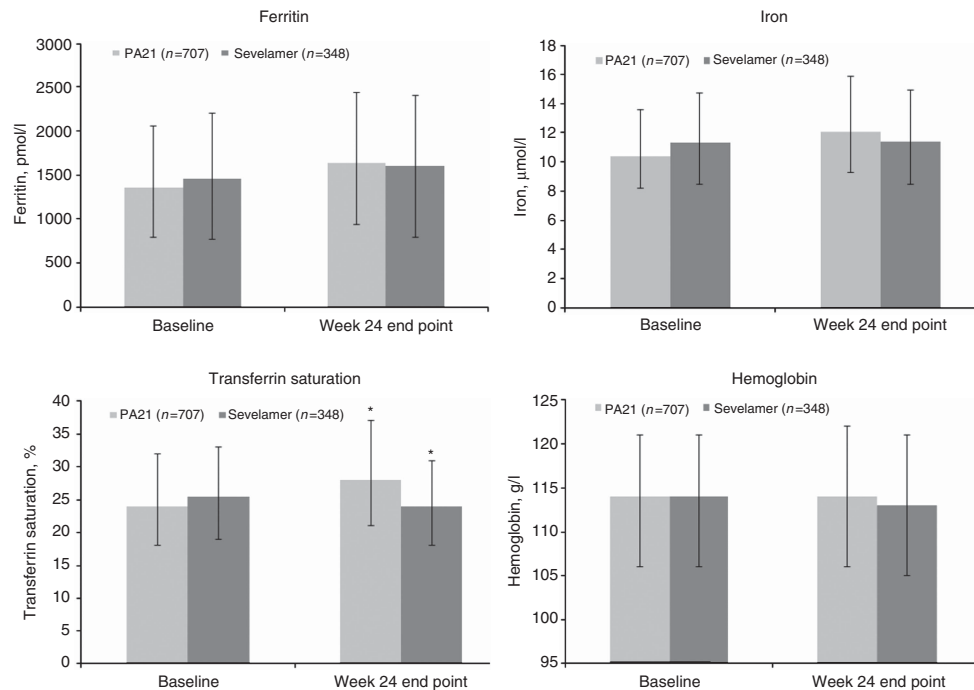 Ferritin
3000
2500
2000
1500
1000
500
0
Ferritin, pmol/l
PA21 (n=707) Sevelamer (n=348)
Baseline Week 24 end point
Iron
18
16
14
12
10
8
6
4
2
0
Iron, μmol/l
PA21 (n=707) Sevelamer (n=348)
Baseline Week 24 end point
Transferrin saturation
40
35
30
25
20
15
10
5
0
Transferrin saturation, %
PA21 (n=707) Sevelamer (n=348)
*
*
Baseline Week 24 end point
Hemoglobin
125
120
115
110
105
100
95
Hemoglobin, g/l
PA21 (n=707) Sevelamer (n=348)
Baseline Week 24 end point